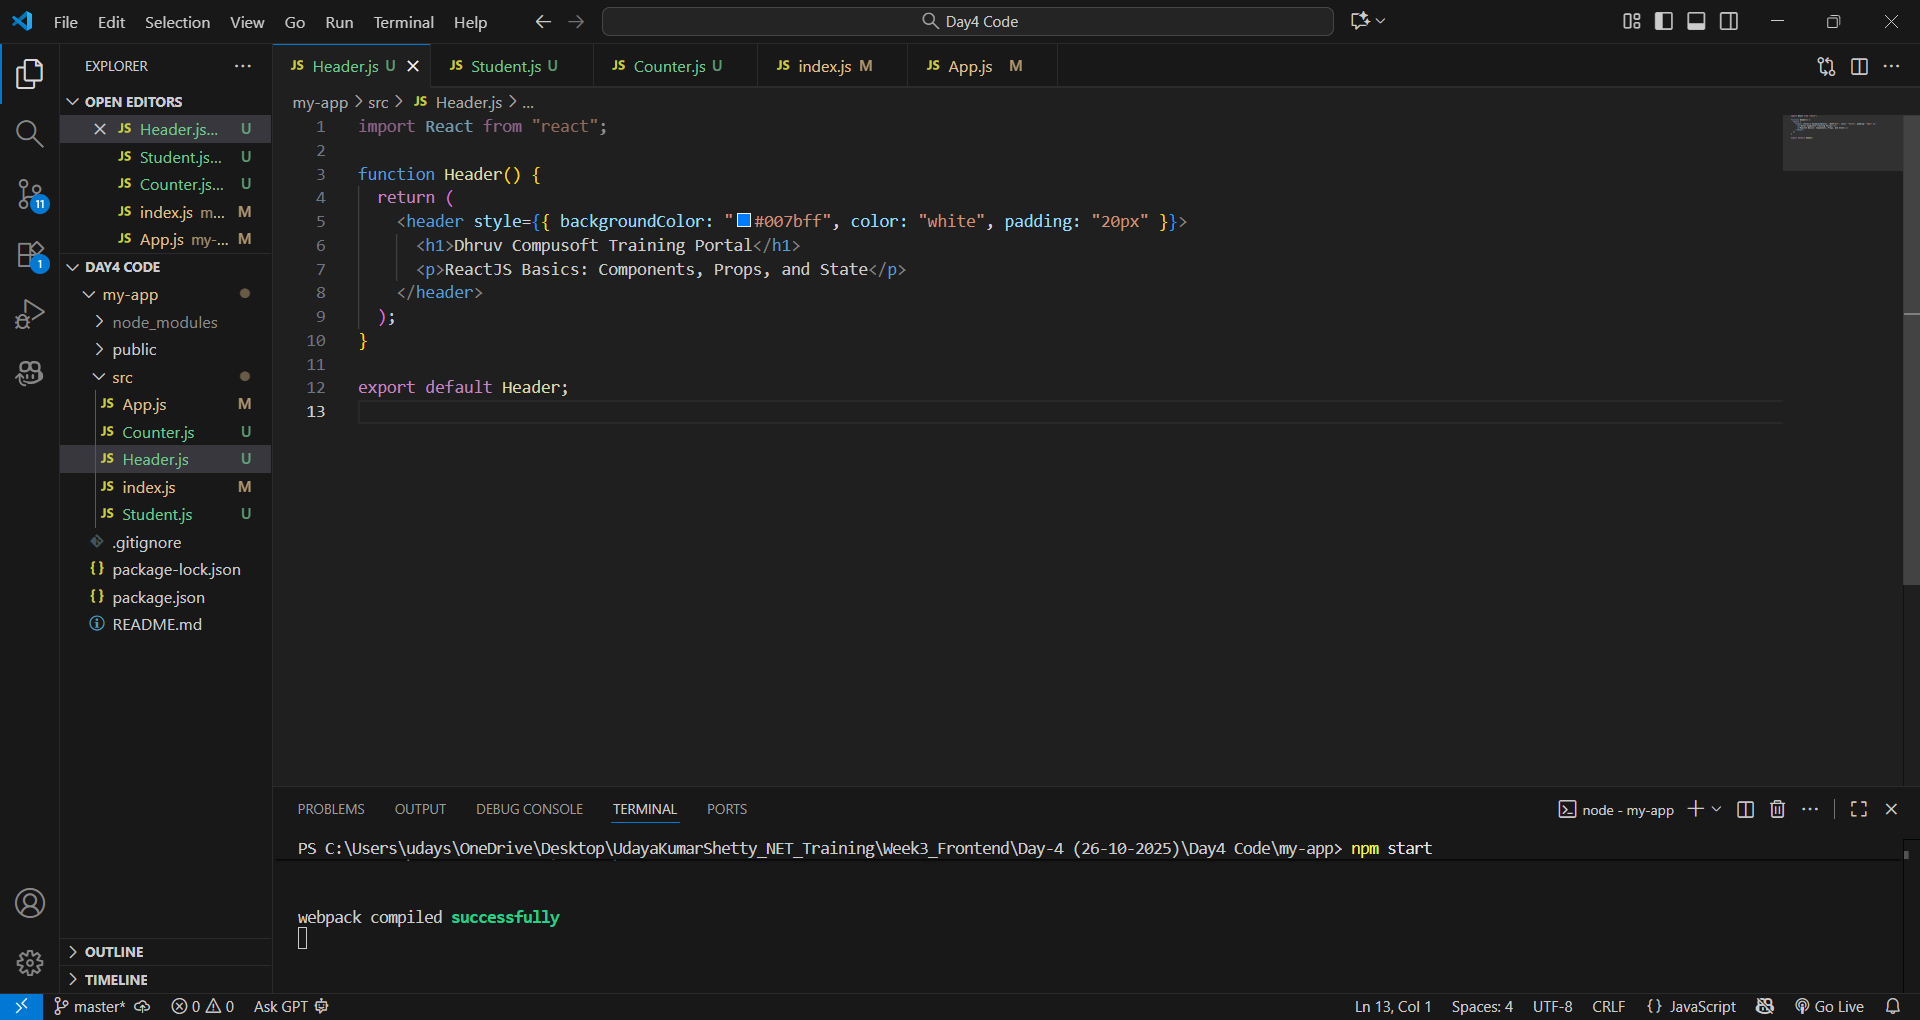 File Edit Selection View Go Run Terminal Help
Day4 Code
EXPLORER
OPEN EDITORS
JS Header.js... U
JS Student.js... U
JS Counter.js... U
JS index.js m... M
JS App.js my-... M
DAY4 CODE
my-app
node_modules
public
src
JS App.js M
JS Counter.js U
JS Header.js U
JS index.js M
JS Student.js U
.gitignore
{} package-lock.json
{} package.json
README.md
OUTLINE
TIMELINE
11
1
JS Header.js U JS Student.js U JS Counter.js U JS index.js M JS App.js M
my-app > src > JS Header.js > ...
1 import React from "react";
2
3 function Header() {
4 return (
5 <header style={{ backgroundColor: "#007bff", color: "white", padding: "20px" }}>
6 <h1>Dhruv Compusoft Training Portal</h1>
7 <p>ReactJS Basics: Components, Props, and State</p>
8 </header>
9 );
10 }
11
12 export default Header;
13
PROBLEMS OUTPUT DEBUG CONSOLE TERMINAL PORTS
node - my-app
PS C:\Users\udays\OneDrive\Desktop\UdayaKumarShetty_NET_Training\Week3_Frontend\Day-4 (26-10-2025)\Day4 Code\my-app> npm start
webpack compiled successfully
master* 0 0 Ask GPT
Ln 13, Col 1 Spaces: 4 UTF-8 CRLF {} JavaScript Go Live